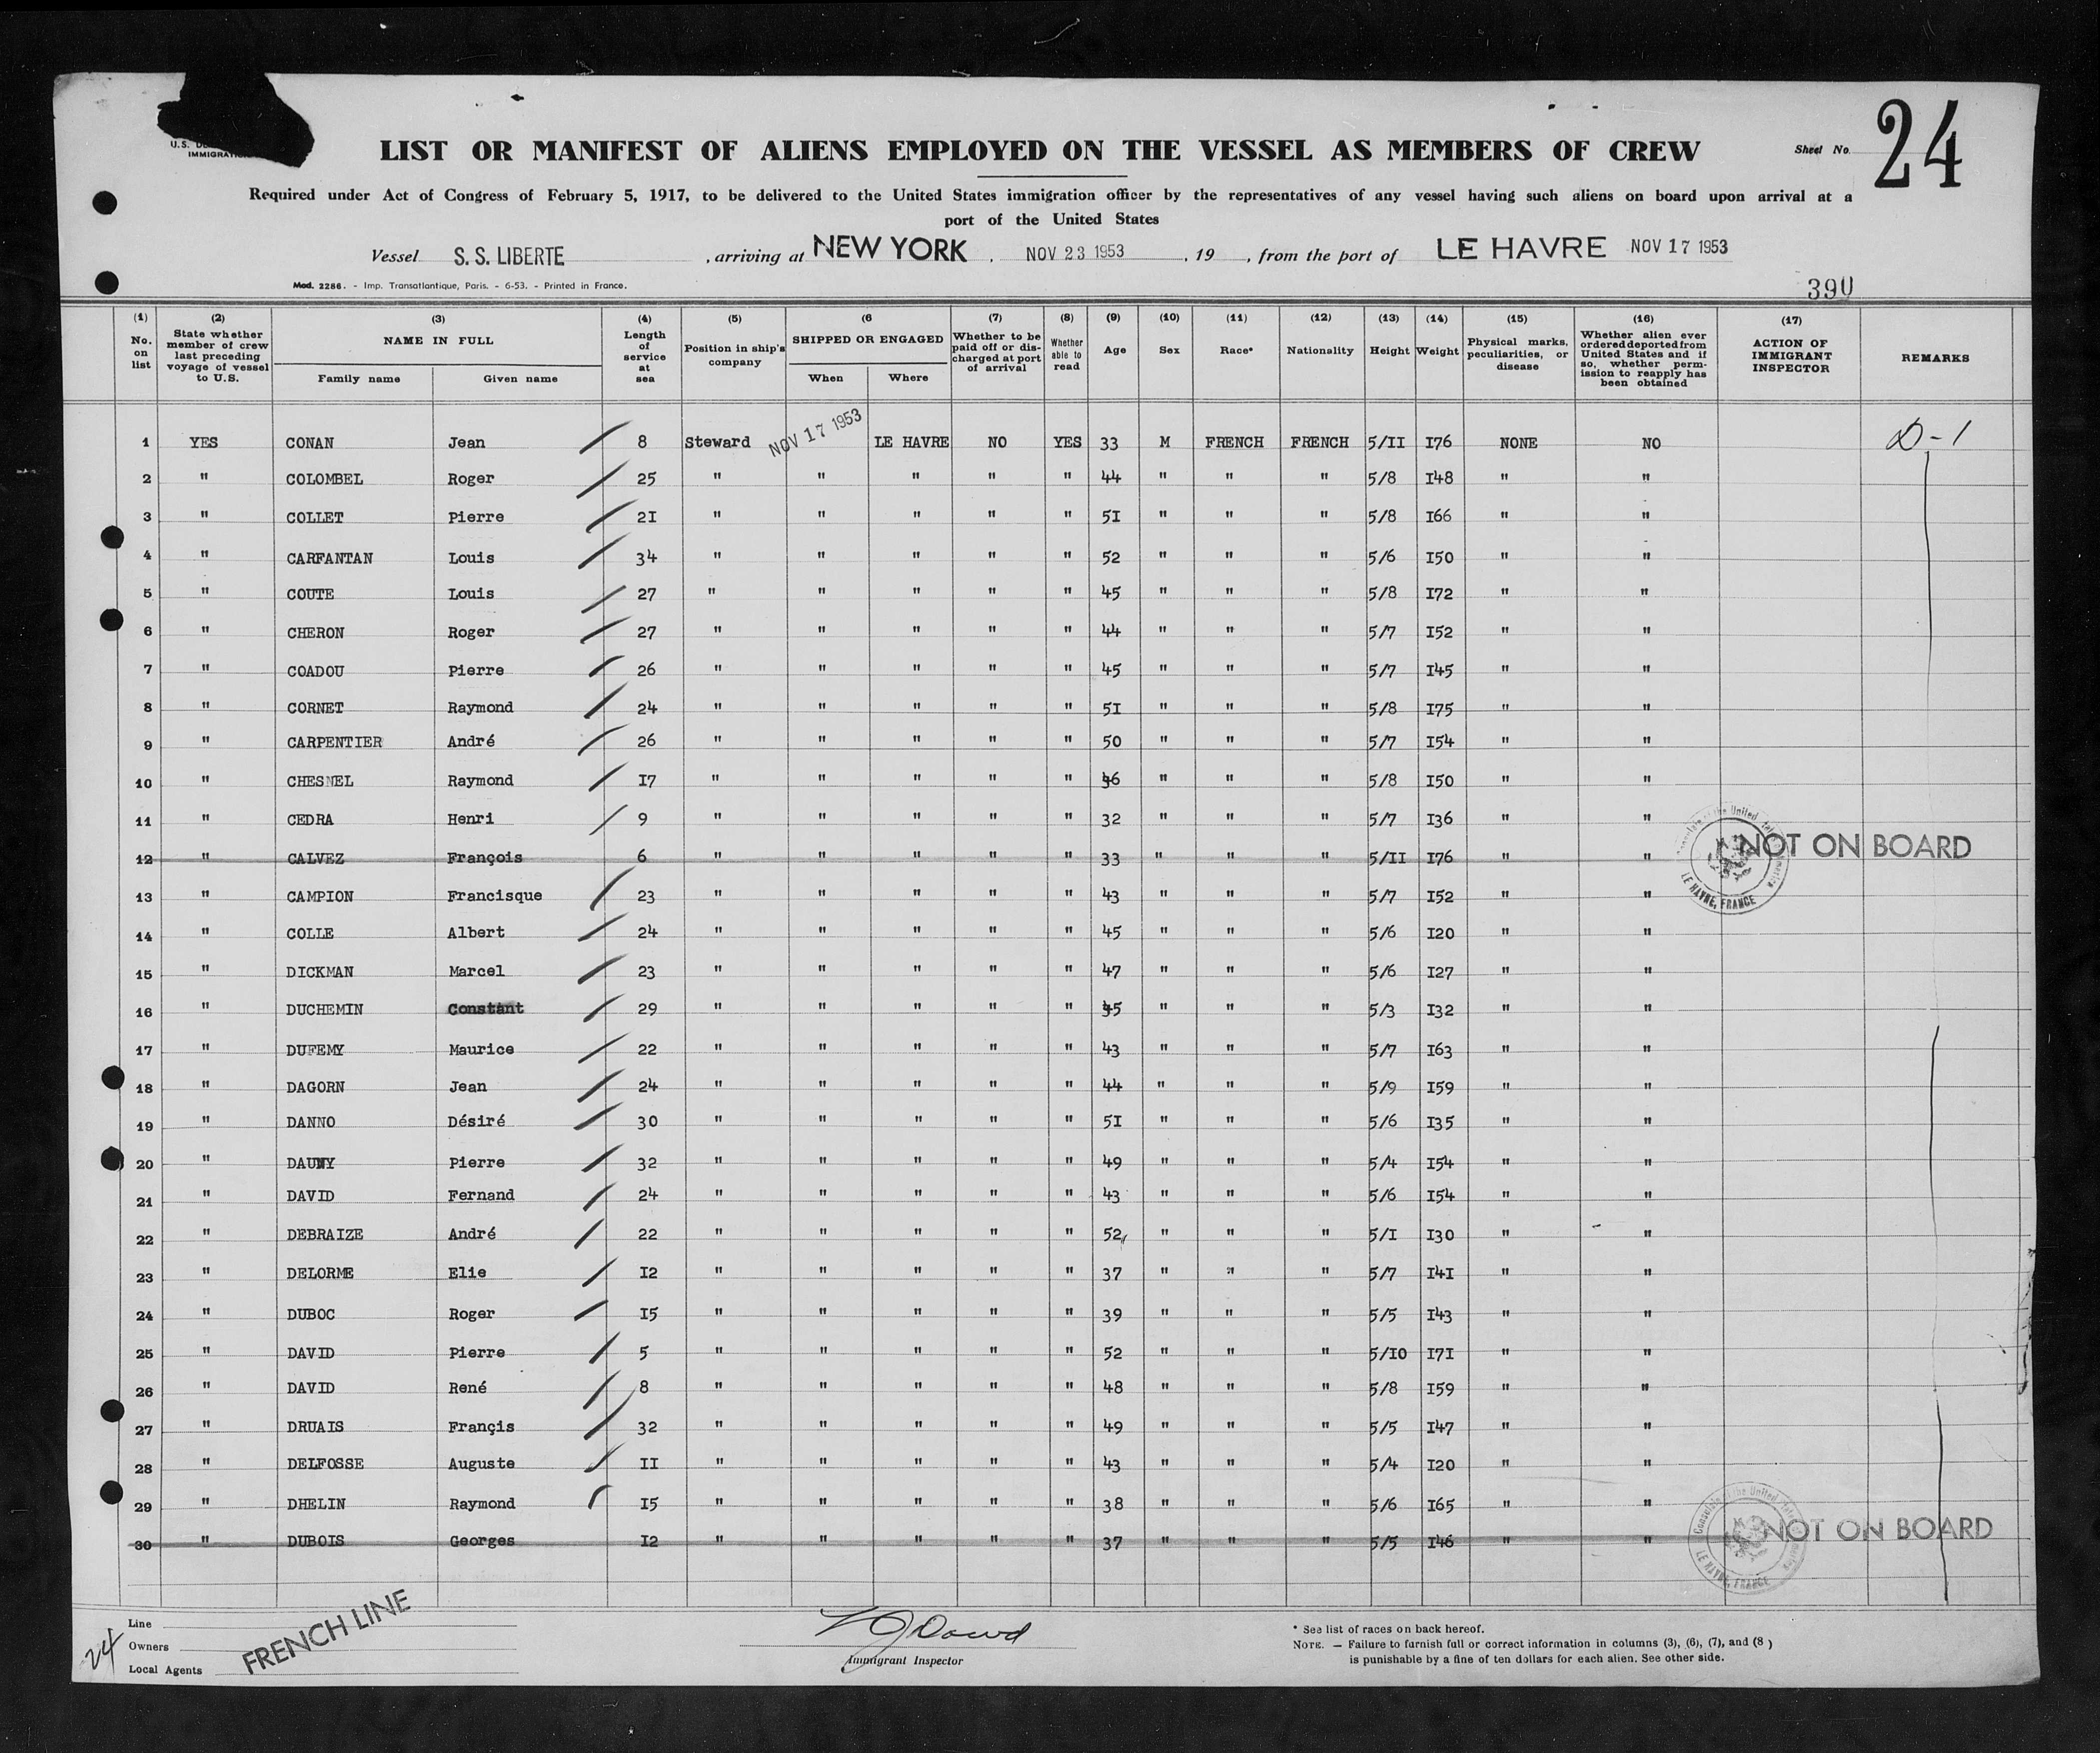 U.S. DE
IMMIGRATIO
LIST OR MANIFEST OF ALIENS EMPLOYED ON THE VESSEL AS MEMBERS OF CREW
Sheet No. 24
Required under Act of Congress of February 5, 1917, to be delivered to the United States immigration officer by the representatives of any vessel having such aliens on board upon arrival at a
port of the United States
Vessel S. S. LIBERTE , arriving at NEW YORK , NOV 23 1953 , 19 , from the port of LE HAVRE NOV 17 1953
Mod. 2286. - Imp. Transatlantique, Paris. - 6-53. - Printed in France.
390
(1) No. on list (2) State whether member of crew last preceding voyage of vessel to U.S. (3) NAME IN FULL Family name Given name (4) Length of service at sea (5) Position in ship's company (6 SHIPPED OR ENGAGED When Where (7) Whether to be paid off or dis-charged at port of arrival (8) Whether able to read (9) Age (10) Sex (11) Race* (12) Nationality (13) Height (14) Weight (15) Physical marks, peculiarities, or disease (16) Whether alien ever ordered deported from United States and if so, whether perm-ission to reapply has been obtained (17) ACTION OF IMMIGRANT INSPECTOR REMARKS
1 YES CONAN Jean 8 Steward NOV 17 1953 LE HAVRE NO YES 33 M FRENCH FRENCH 5/II I76 NONE NO D-1
2 " COLOMBEL Roger 25 " " " " " 44 " " " 5/8 I48 " "
3 " COLLET Pierre 2I " " " " " 5I " " " 5/8 I66 " "
4 " CARFANTAN Louis 34 " " " " " 52 " " " 5/6 I50 " "
5 " COUTE Louis 27 " " " " " 45 " " " 5/8 I72 " "
6 " CHERON Roger 27 " " " " " 44 " " " 5/7 I52 " "
7 " COADOU Pierre 26 " " " " " 45 " " " 5/7 I45 " "
8 " CORNET Raymond 24 " " " " " 5I " " " 5/8 I75 " "
9 " CARPENTIER André 26 " " " " " 50 " " " 5/7 I54 " "
10 " CHESNEL Raymond I7 " " " " " " " " 5/8 I50 " "
11 " CEDRA Henri 9 " " " " " 32 " " " 5/7 I36 " "
12 " CALVEZ François 6 " " " " " 33 " " " 5/II I76 " " NOT ON BOARD
LE HAVRE, FRANCE
13 " CAMPION Francisque 23 " " " " " 43 " " " 5/7 I52 " "
14 " COLLE Albert 24 " " " " " 45 " " " 5/6 I20 " "
15 " DICKMAN Marcel 23 " " " " " 47 " " " 5/6 I27 " "
16 " DUCHEMIN Constant 29 " " " " " " " " 5/3 I32 " "
17 " DUFEMY Maurice 22 " " " " " 43 " " " 5/7 I63 " "
18 " DAGORN Jean 24 " " " " " 44 " " " 5/9 I59 " "
19 " DANNO Désiré 30 " " " " " 5I " " " 5/6 I35 " "
20 " Pierre 32 " " " " " 49 " " " 5/4 I54 " "
21 " DAVID Fernand 24 " " " " " 43 " " " 5/6 I54 " "
22 " DEBRAIZE André 22 " " " " " 52 " " " 5/I I30 " "
23 " DELORME Elie I2 " " " " " 37 " " " 5/7 I4I " "
24 " DUBOC Roger I5 " " " " " 39 " " " 5/5 I43 " "
25 " DAVID Pierre 5 " " " " " 52 " " " 5/IO I7I " "
26 " DAVID René 8 " " " " " 48 " " " 5/8 I59 " "
27 " DRUAIS Françis 32 " " " " " 49 " " " 5/5 I47 " "
28 " DELFOSSE Auguste II " " " " " 43 " " " 5/4 I20 " "
29 " DHELIN Raymond I5 " " " " " 38 " " " 5/6 I65 " "
30 " DUBOIS Georges I2 " " " " " 37 " " " 5/5 I46 " " NOT ON BOARD
LE HAVRE, FRANCE
Line
Owners
Local Agents
FRENCH LINE
24
Immigrant Inspector
* See list of races on back hereof.
NOTE. — Failure to furnish full or correct information in columns (3), (6), (7), and (8 )
is punishable by a fine of ten dollars for each alien. See other side.